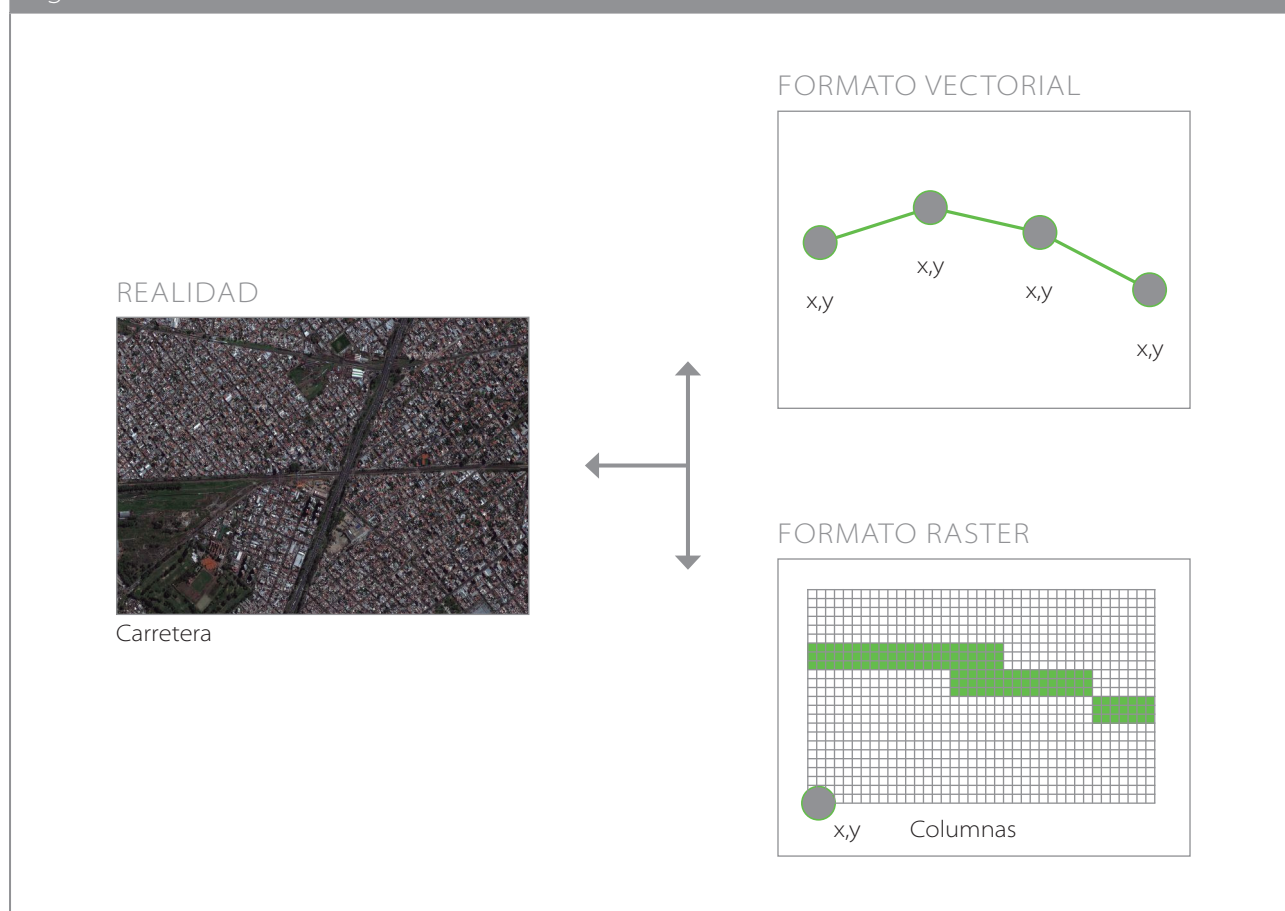 FORMATO VECTORIAL
x,y
x,y
x,y
x,y
REALIDAD
Carretera
FORMATO RASTER
x,y
Columnas